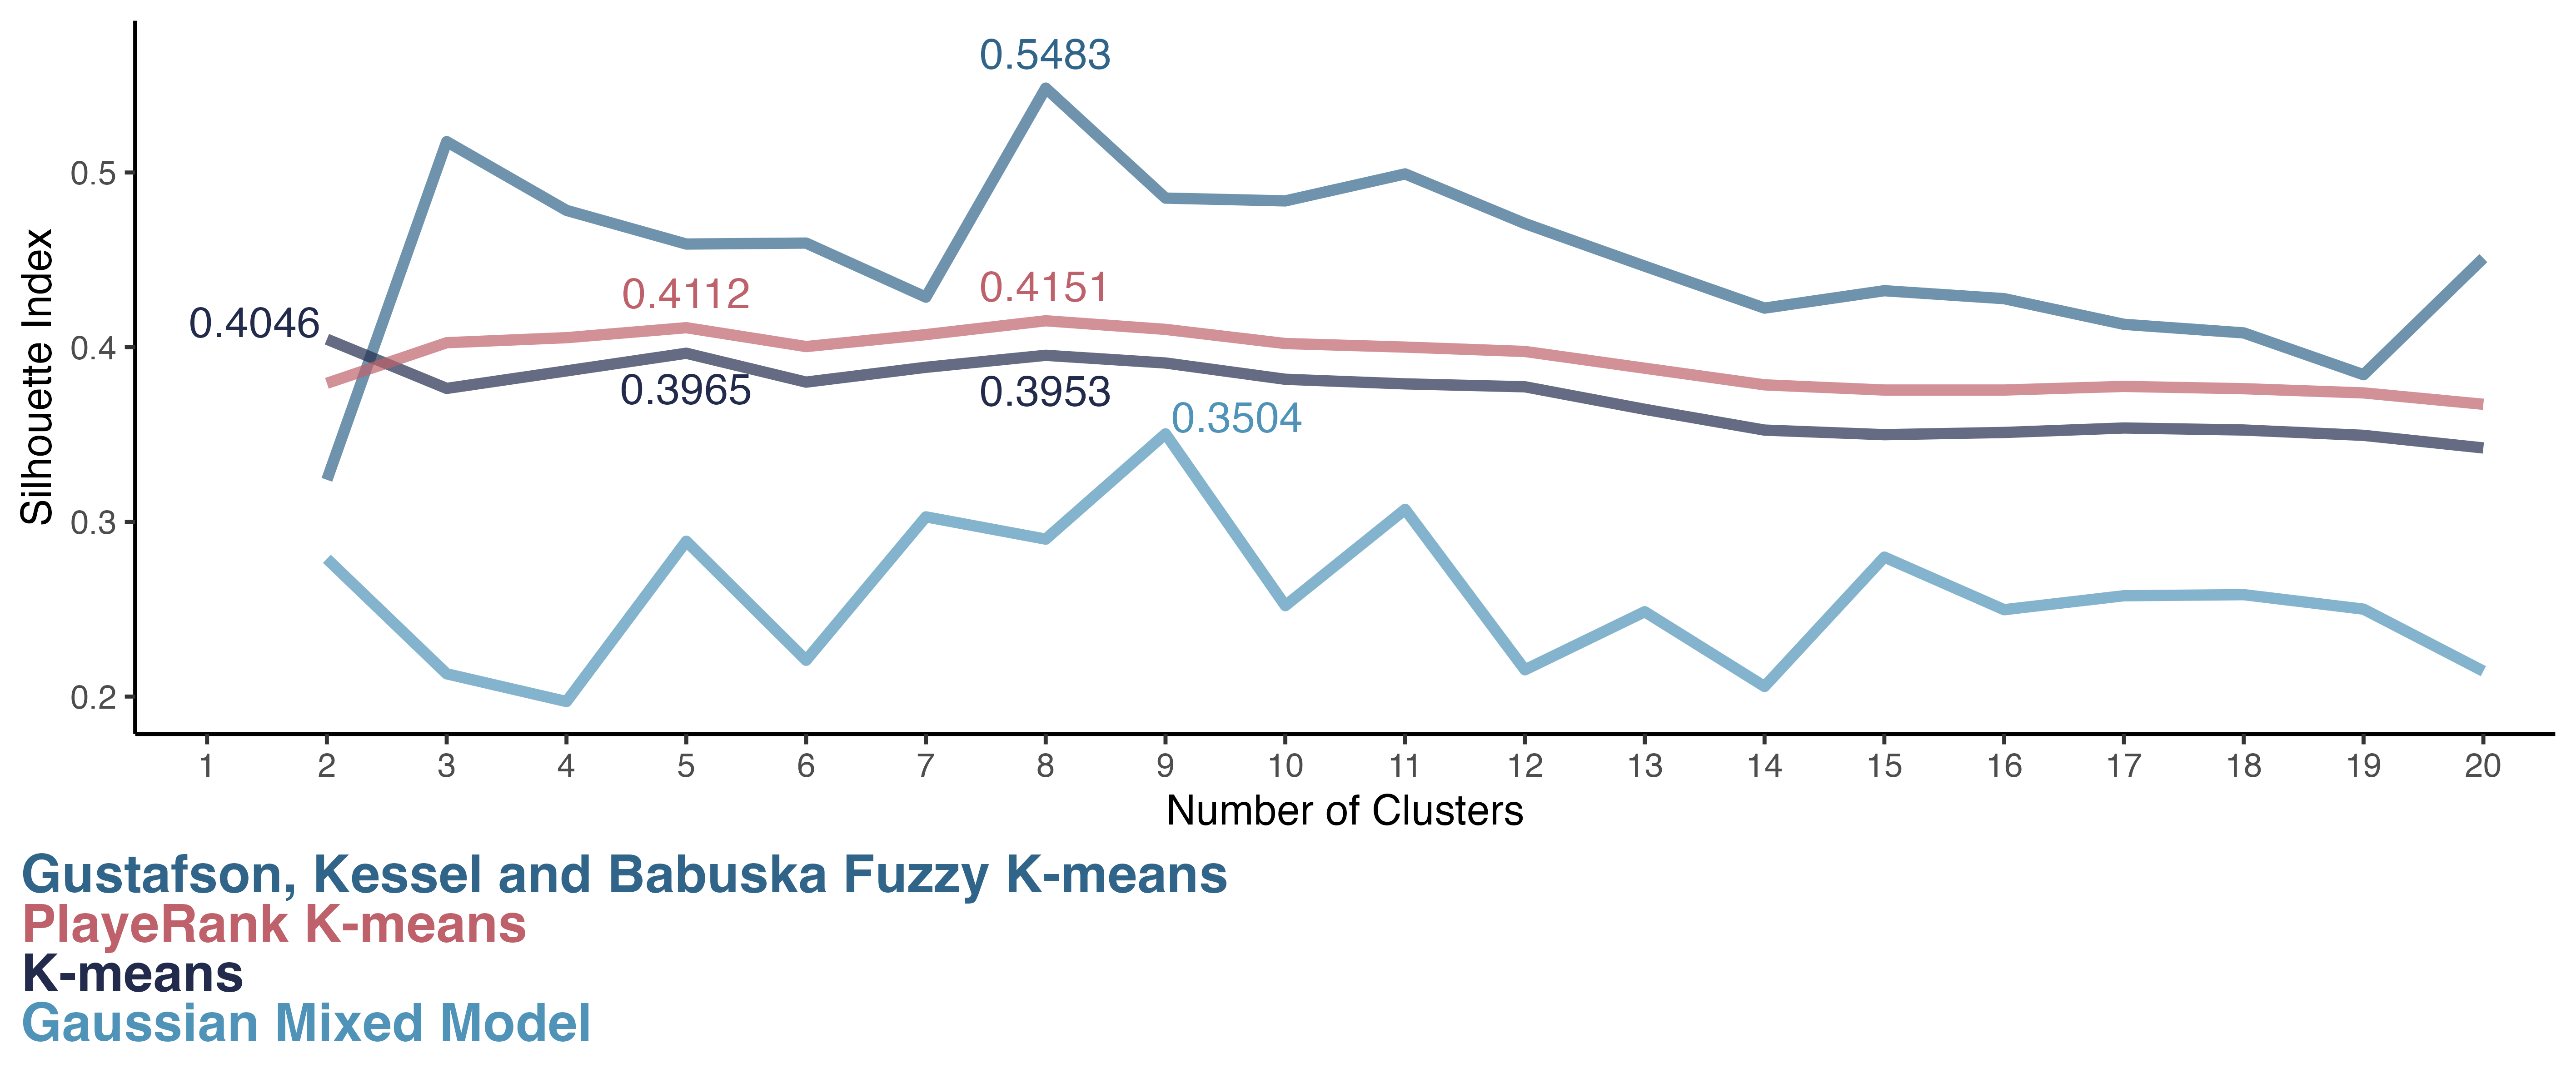 0.5483
0.5
0.4112
0.4151
0.4046
0.4
0.3965
0.3953
0.3504
0.3
0.2
Silhouette Index
1 2 3 4 5 6 7 8 9 10 11 12 13 14 15 16 17 18 19 20
Number of Clusters
Gustafson, Kessel and Babuska Fuzzy K-means
PlayeRank K-means
K-means
Gaussian Mixed Model